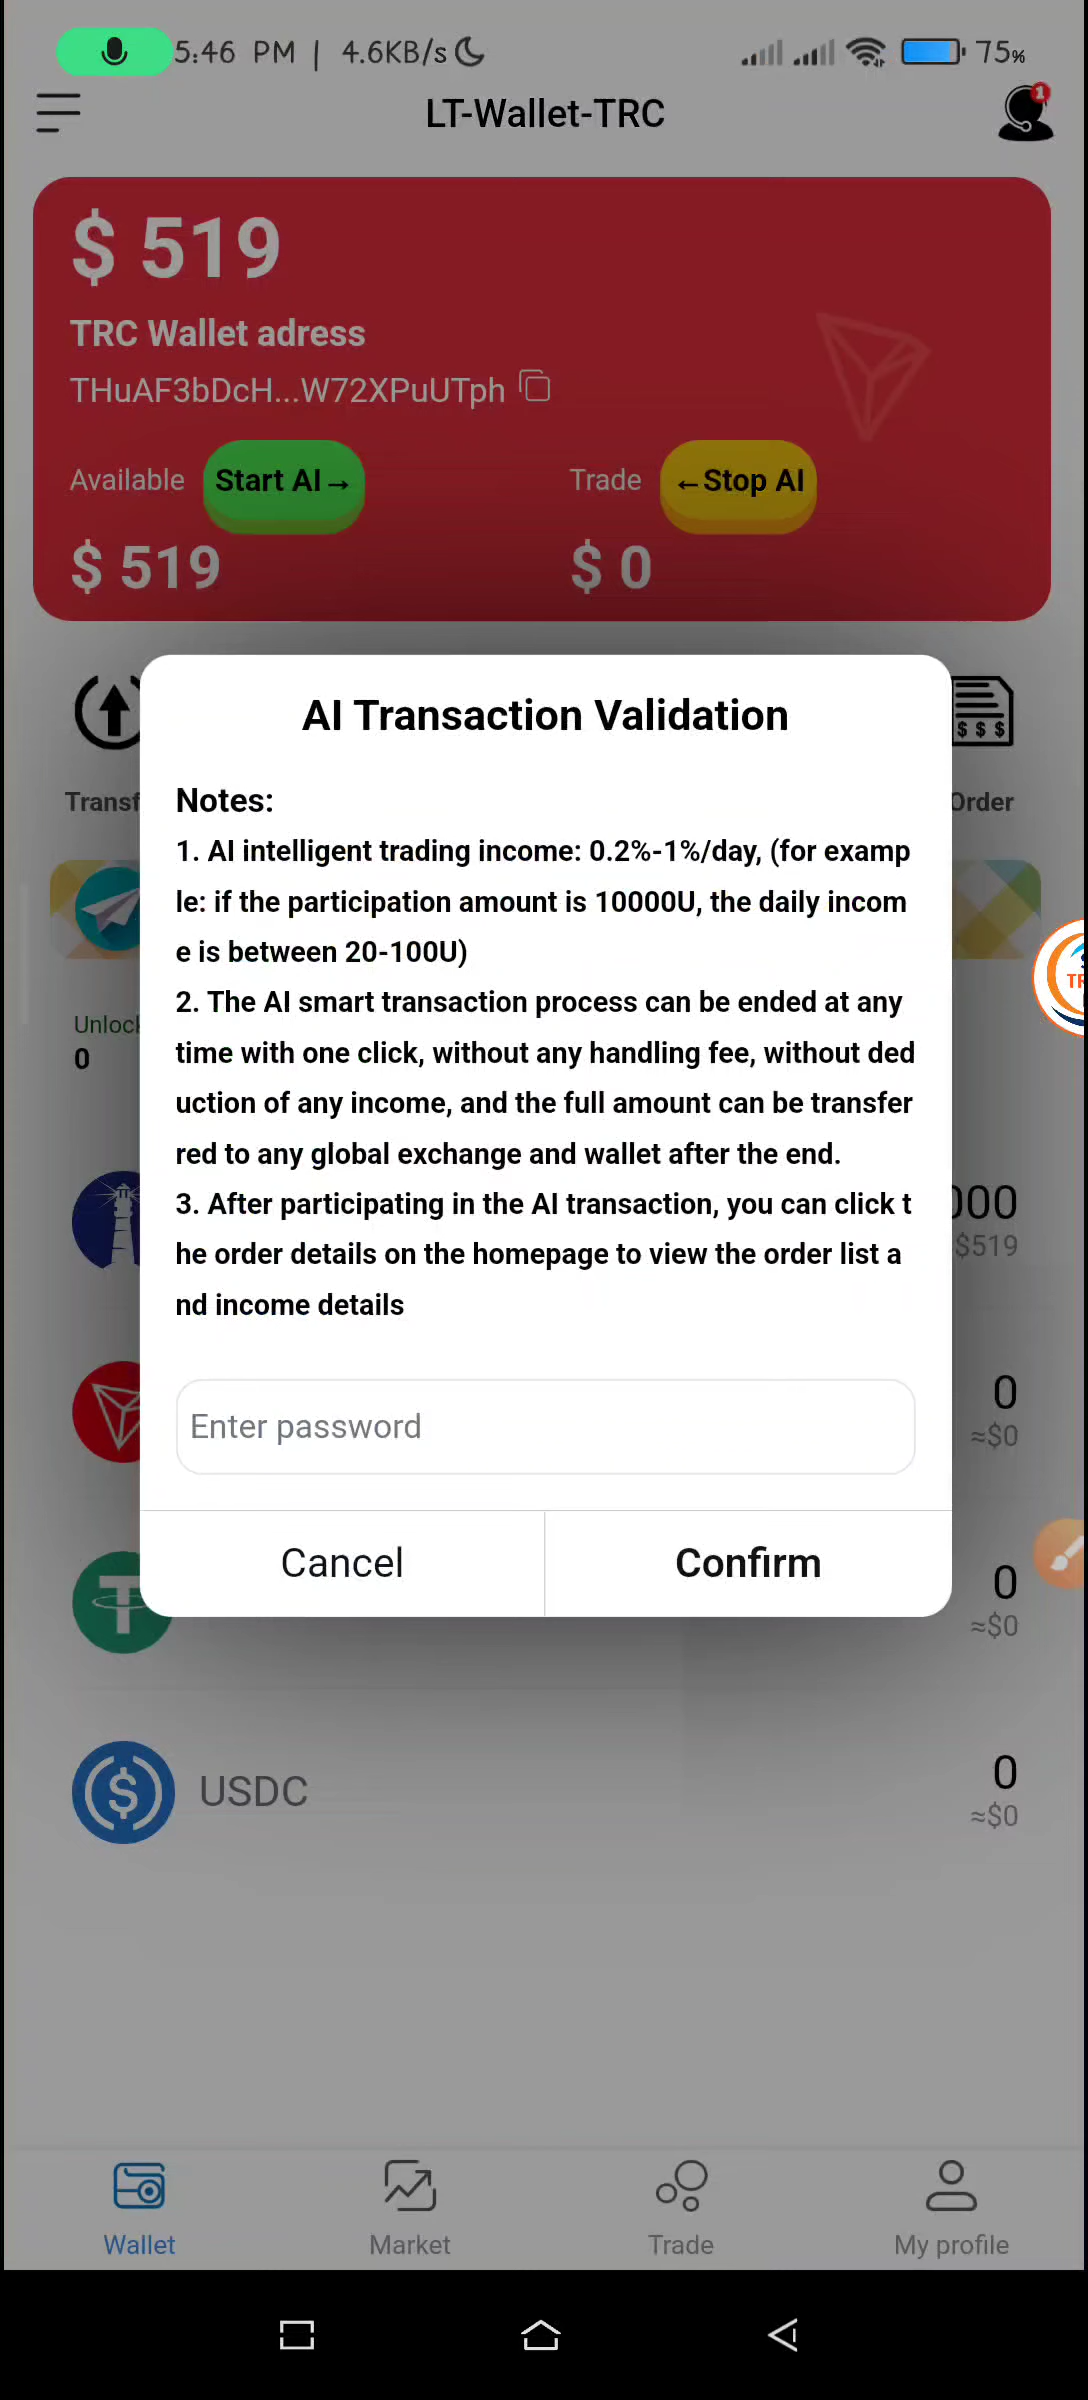 5:46 PM | 4.6KB/s
75%
LT-Wallet-TRC
1
$ 519
TRC Wallet adress
THuAF3bDcH...W72XPuUTph
Available
Start AI→
Trade
←Stop AI
$ 519
$ 0
AI Transaction Validation
Notes:
1. AI intelligent trading income: 0.2%-1%/day, (for examp
le: if the participation amount is 10000U, the daily incom
e is between 20-100U)
2. The AI smart transaction process can be ended at any
time with one click, without any handling fee, without ded
uction of any income, and the full amount can be transfer
red to any global exchange and wallet after the end.
3. After participating in the AI transaction, you can click t
he order details on the homepage to view the order list a
nd income details
Enter password
Cancel
Confirm
$ $ $
Transf
Order
Unlock
0
000
$519
0
≈$0
0
≈$0
USDC
0
≈$0
Wallet
Market
Trade
My profile